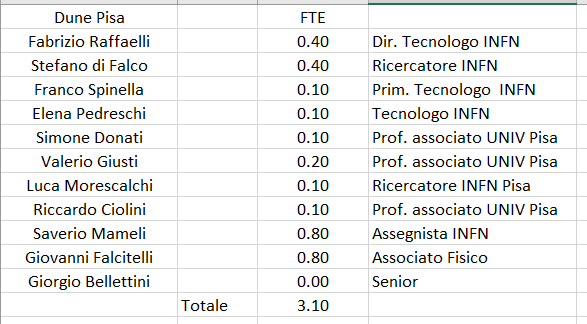 Dune Pisa FTE
Fabrizio Raffaelli 0.40 Dir. Tecnologo INFN
Stefano di Falco 0.40 Ricercatore INFN
Franco Spinella 0.10 Prim. Tecnologo  INFN
Elena Pedreschi 0.10 Tecnologo INFN
Simone Donati 0.10 Prof. associato UNIV Pisa
Valerio Giusti 0.20 Prof. associato UNIV Pisa
Luca Morescalchi 0.10 Ricercatore INFN Pisa
Riccardo Ciolini 0.10 Prof. associato UNIV Pisa
Saverio Mameli 0.80 Assegnista INFN
Giovanni Falcitelli 0.80 Associato Fisico
Giorgio Bellettini 0.00 Senior
Totale 3.10